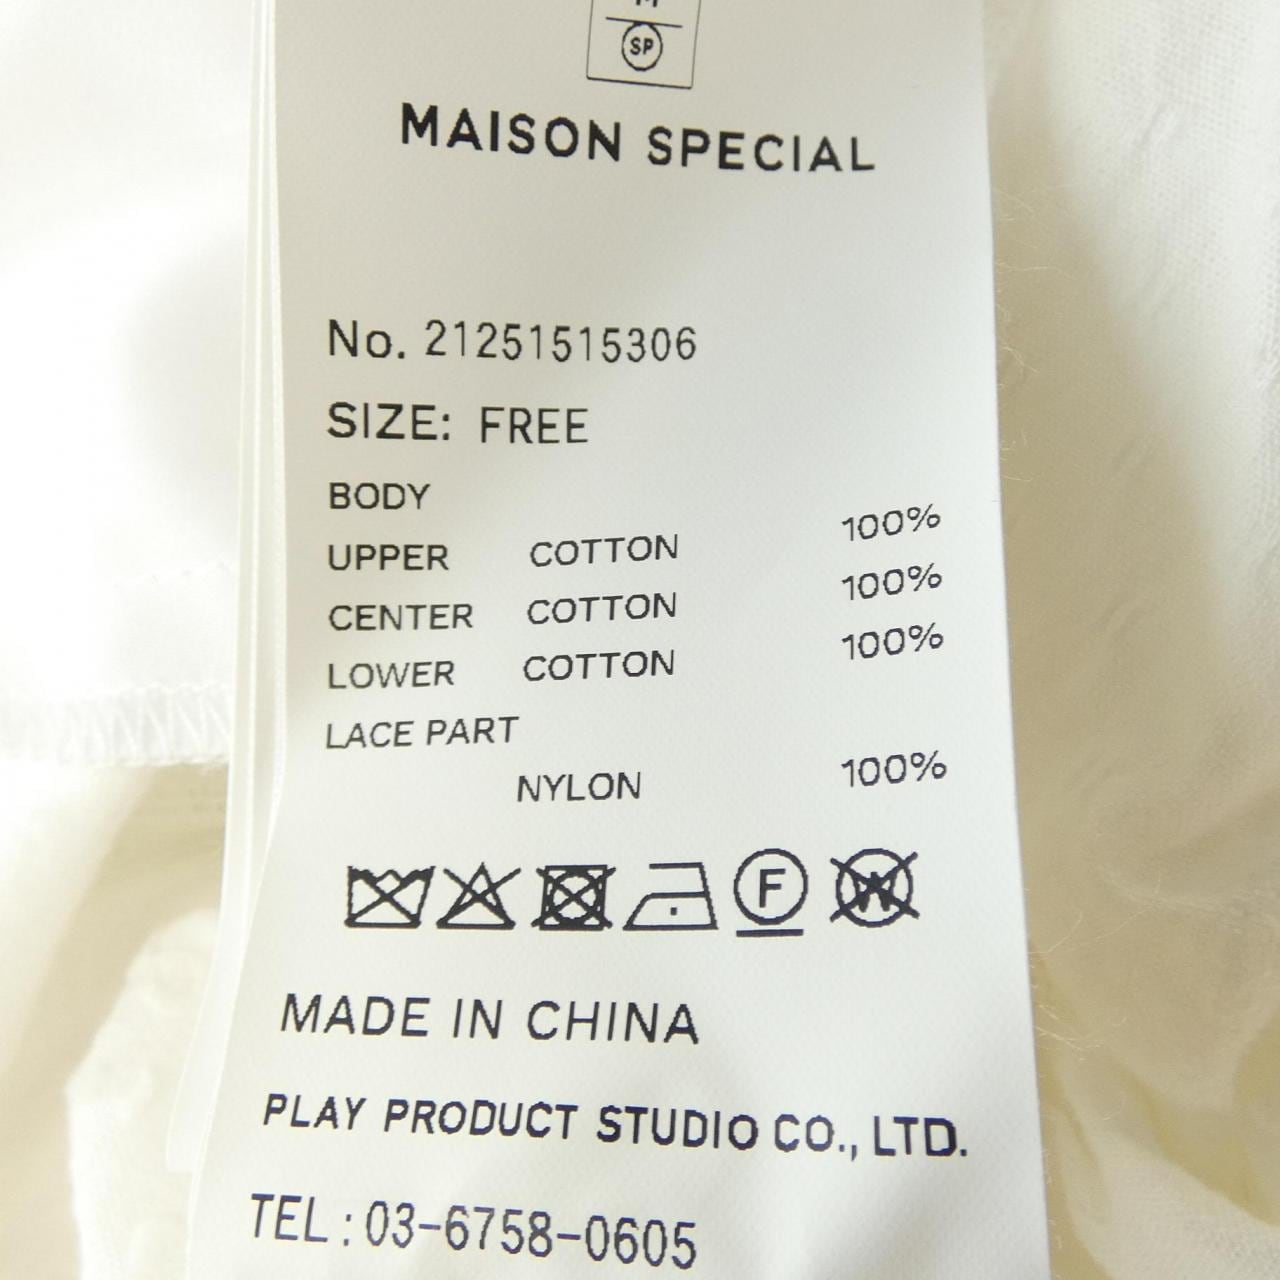 M
SP
MAISON SPECIAL
No. 21251515306
SIZE: FREE
BODY
UPPER COTTON 100%
CENTER COTTON 100%
LOWER COTTON 100%
LACE PART
NYLON 100%
F W
MADE IN CHINA
PLAY PRODUCT STUDIO CO., LTD.
TEL : 03-6758-0605